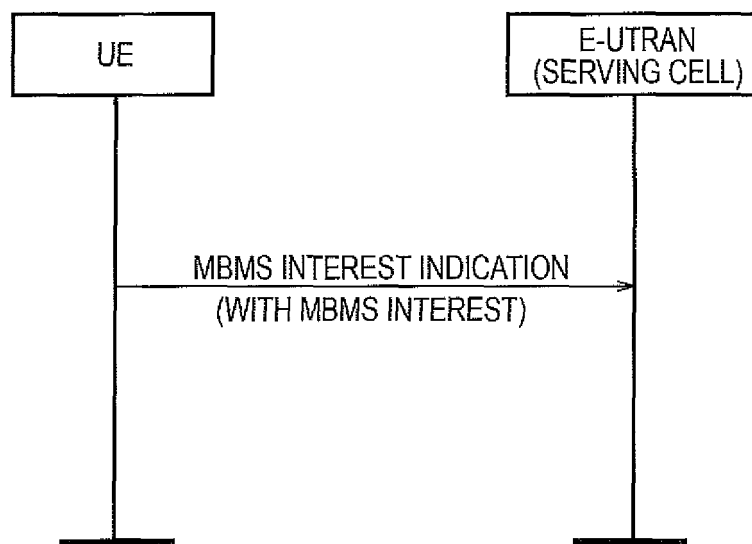 UE
E-UTRAN
(SERVING CELL)
MBMS INTEREST INDICATION
(WITH MBMS INTEREST)